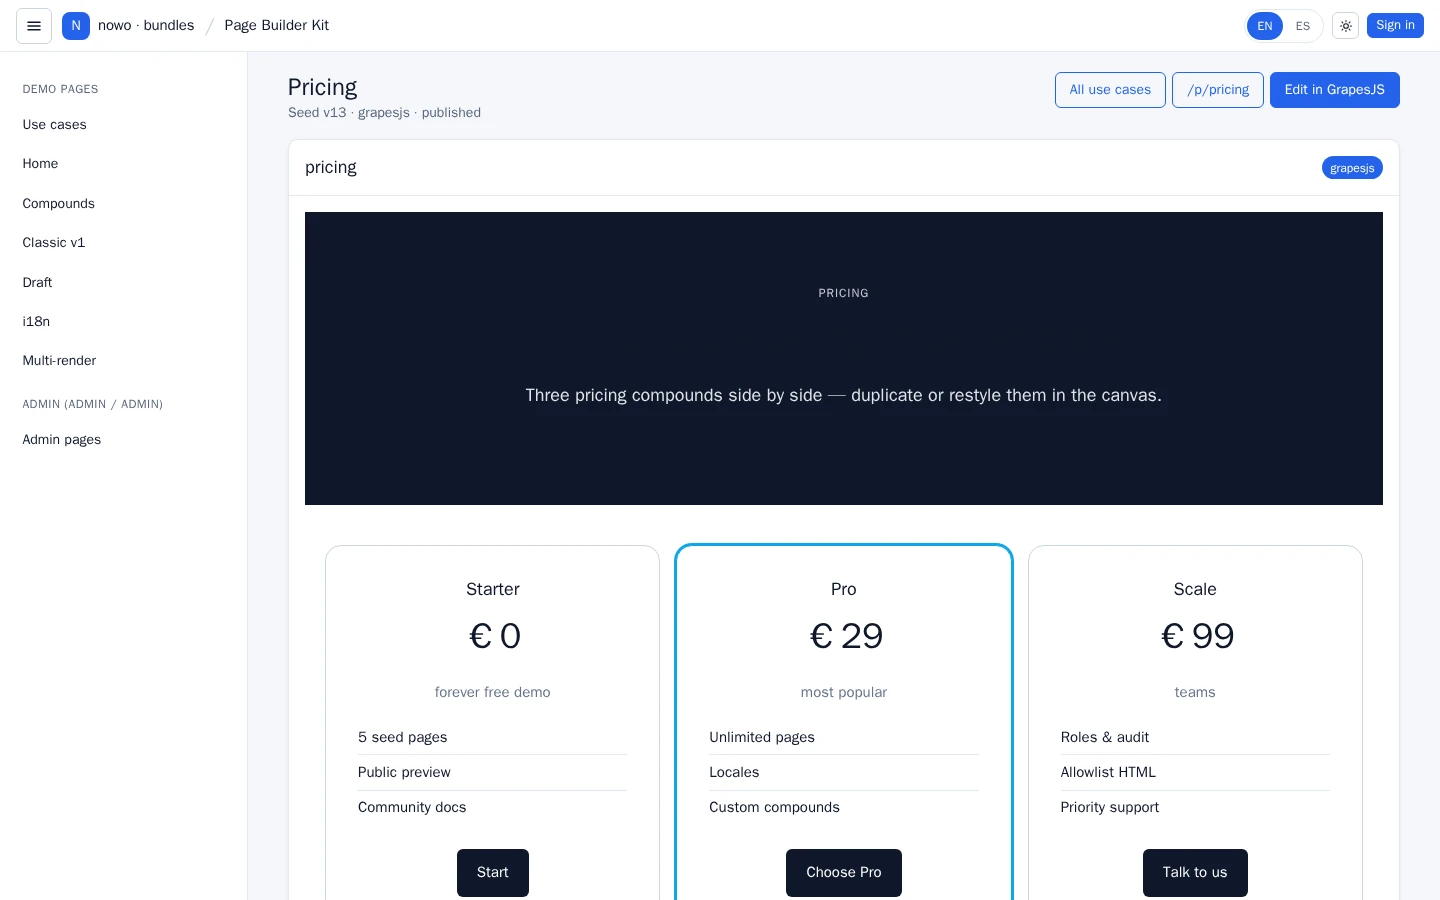 N nowo · bundles / Page Builder Kit
EN ES Sign in
DEMO PAGES
Use cases
Home
Compounds
Classic v1
Draft
i18n
Multi-render
ADMIN (ADMIN / ADMIN)
Admin pages
Pricing
Seed v13 · grapesjs · published
All use cases /p/pricing Edit in GrapesJS
pricing
grapesjs
PRICING
Three pricing compounds side by side — duplicate or restyle them in the canvas.
Starter
€ 0
forever free demo
5 seed pages
Public preview
Community docs
Start
Pro
€ 29
most popular
Unlimited pages
Locales
Custom compounds
Choose Pro
Scale
€ 99
teams
Roles & audit
Allowlist HTML
Priority support
Talk to us